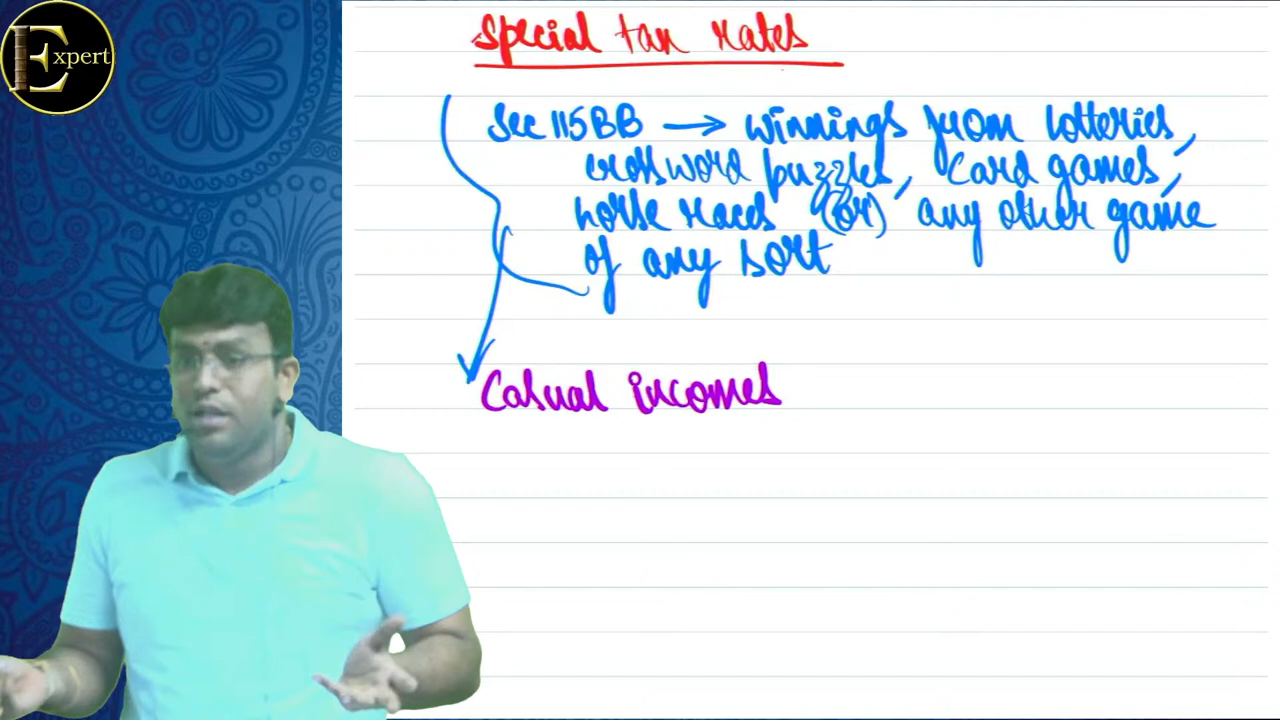 Expert
Special tax rates
Sec 115BB → winnings from lotteries,
crossword puzzles, Card games,
horse races (or) any other game
of any sort
Casual incomes